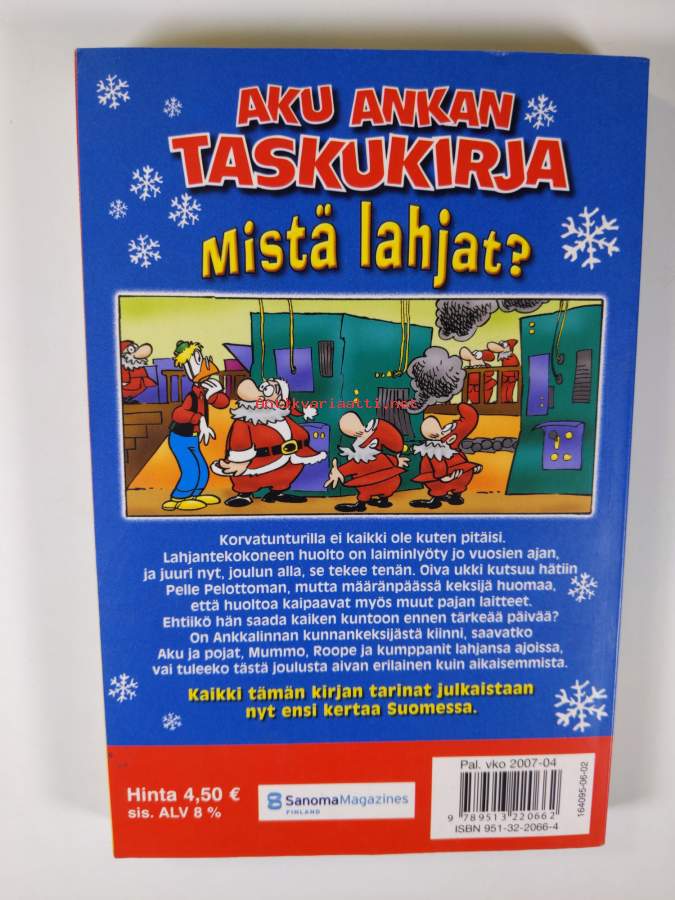 AKU ANKAN
TASKUKIRJA
Mistä lahjat?
antikvariaatti.net
Korvatunturilla ei kaikki ole kuten pitäisi.
Lahjantekokoneen huolto on laiminlyöty jo vuosien ajan,
ja juuri nyt, joulun alla, se tekee tenän. Oiva ukki kutsuu hätiin
Pelle Pelottoman, mutta määränpäässä keksijä huomaa,
että huoltoa kaipaavat myös muut pajan laitteet.
Ehtiikö hän saada kaiken kuntoon ennen tärkeää päivää?
On Ankkalinnan kunnankeksijästä kiinni, saavatko
Aku ja pojat, Mummo, Roope ja kumppanit lahjansa ajoissa,
vai tuleeko tästä joulusta aivan erilainen kuin aikaisemmista.
Kaikki tämän kirjan tarinat julkaistaan
nyt ensi kertaa Suomessa.
Hinta 4,50 €
sis. ALV 8 %
SanomaMagazines
FINLAND
Pal. vko 2007-04
9 789513 220662
ISBN 951-32-2066-4
164095-06-02